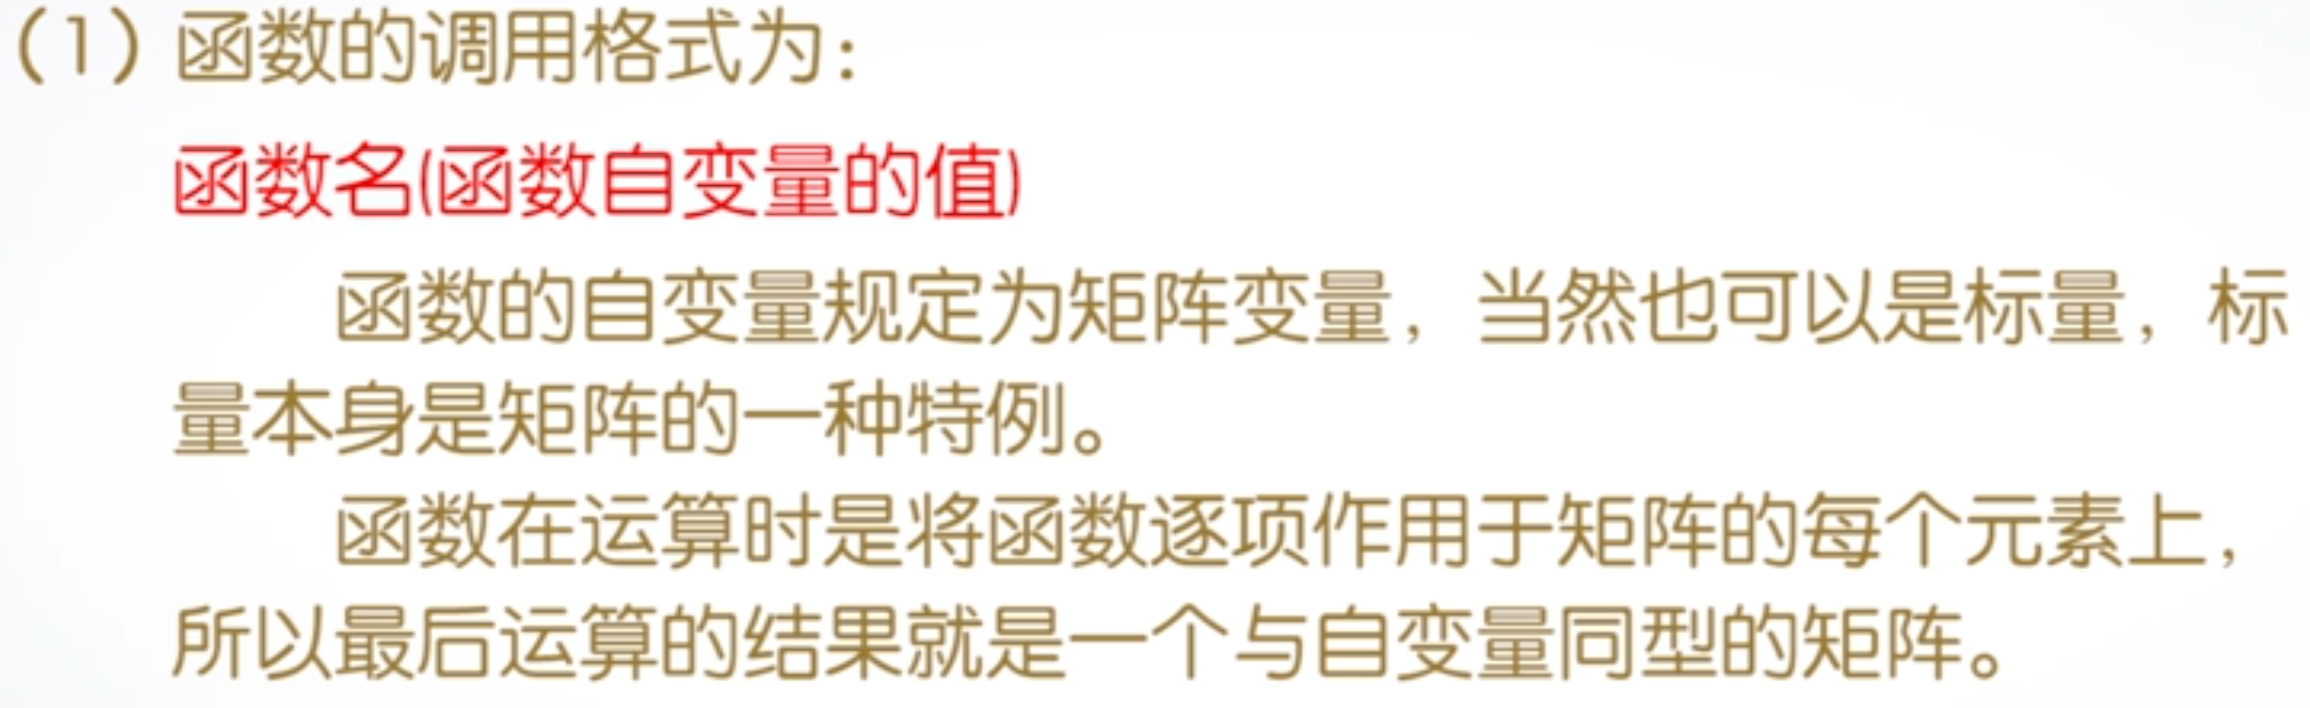 （1）函数的调用格式为：
函数名(函数自变量的值)
函数的自变量规定为矩阵变量，当然也可以是标量，标
量本身是矩阵的一种特例。
函数在运算时是将函数逐项作用于矩阵的每个元素上，
所以最后运算的结果就是一个与自变量同型的矩阵。